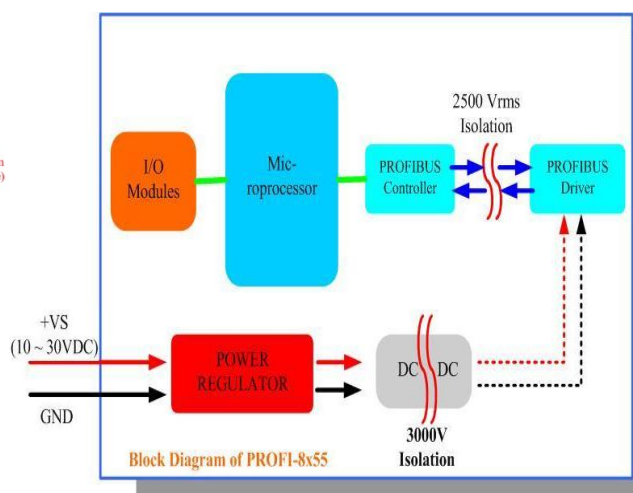 2500 Vrms
Isolation
I/O
Modules
Mic-
roprocessor
PROFIBUS
Controller
PROFIBUS
Driver
+VS
(10 ~ 30VDC)
GND
POWER
REGULATOR
DC DC
3000V
Isolation
Block Diagram of PROFI-8x55